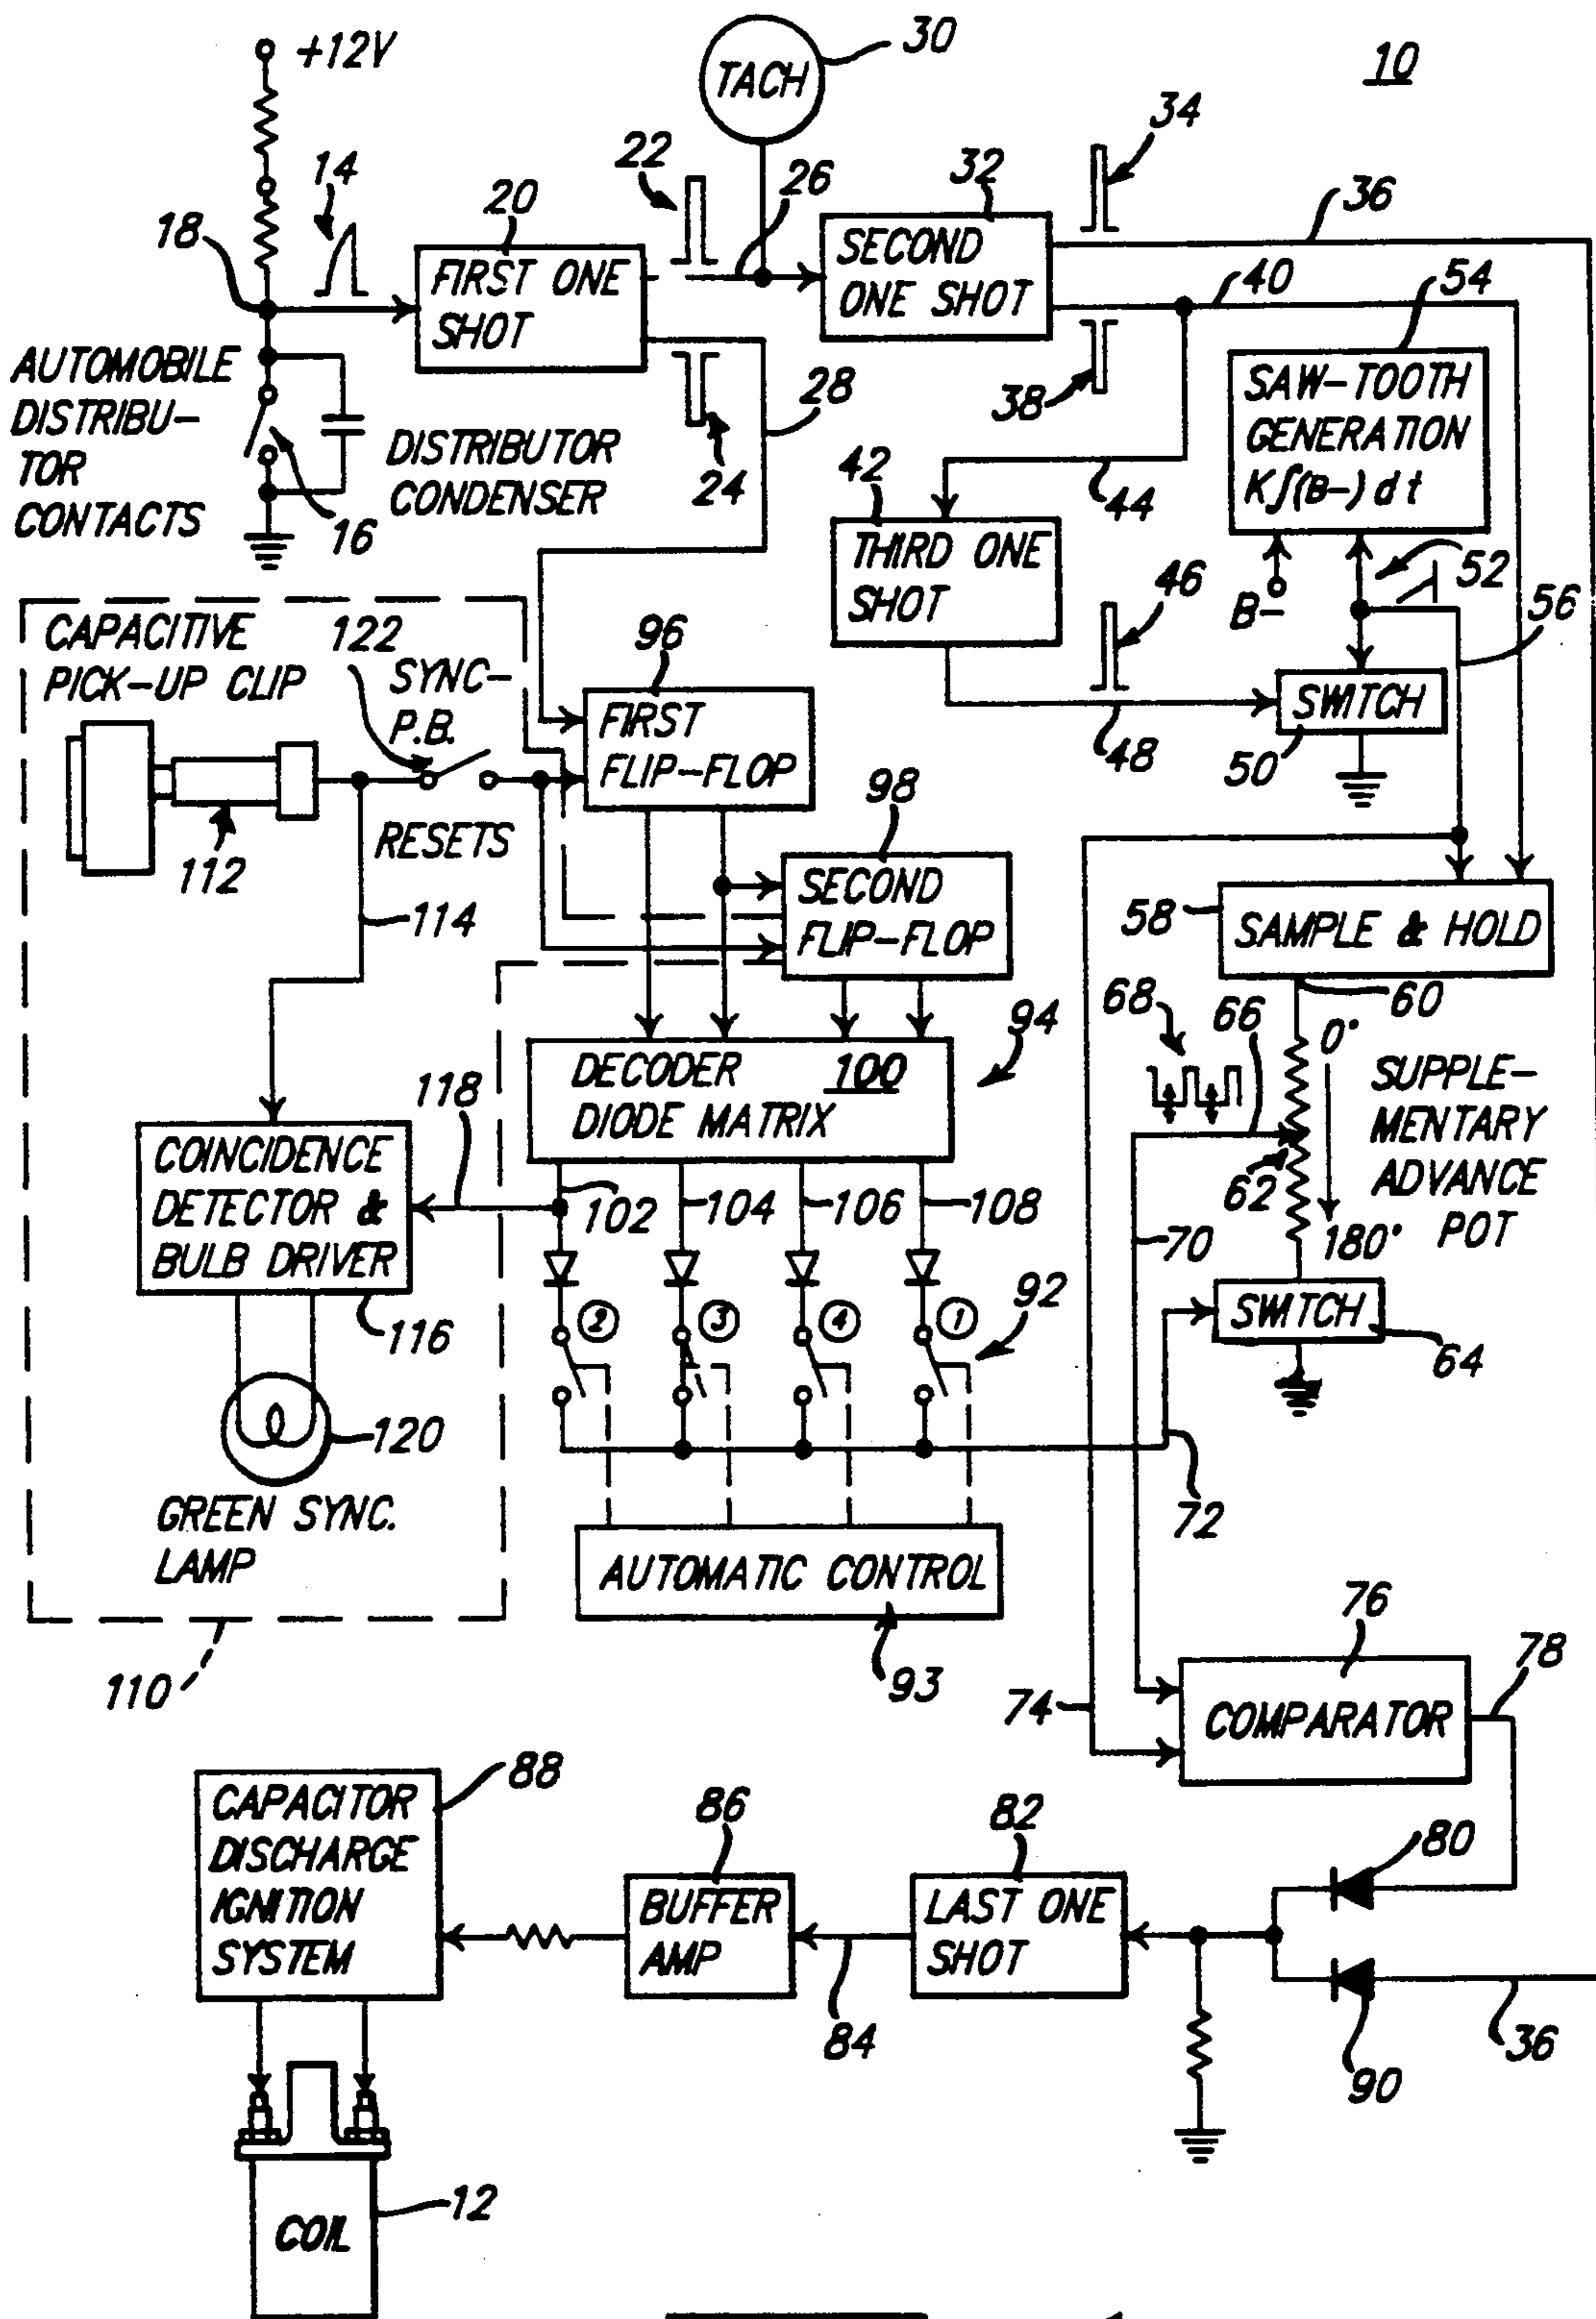 +12V
TACH
30
10
14
22
34
20
26
32
36
18
FIRST ONE
SHOT
SECOND
ONE SHOT
40
54
AUTOMOBILE
DISTRIBU-
TOR
CONTACTS
16
DISTRIBUTOR
CONDENSER
24
28
38
42
44
SAW-TOOTH
GENERATION
K∫(B-) dt
THIRD ONE
SHOT
46
B-
52
56
CAPACITIVE
PICK-UP CLIP
122
SYNC-
P.B.
96
FIRST
FLIP-FLOP
48
SWITCH
50
112
RESETS
98
SECOND
FLIP-FLOP
114
58
SAMPLE & HOLD
60
68
66
0°
94
DECODER 100
DIODE MATRIX
SUPPLE-
MENTARY
ADVANCE
POT
118
COINCIDENCE
DETECTOR &
BULB DRIVER
102
104
106
108
62
180°
70
116
2
3
4
1
92
SWITCH
64
120
GREEN SYNC.
LAMP
72
AUTOMATIC CONTROL
93
110
74
76
COMPARATOR
78
CAPACITOR
DISCHARGE
IGNITION
SYSTEM
88
86
BUFFER
AMP
82
LAST ONE
SHOT
80
84
90
36
COIL
12